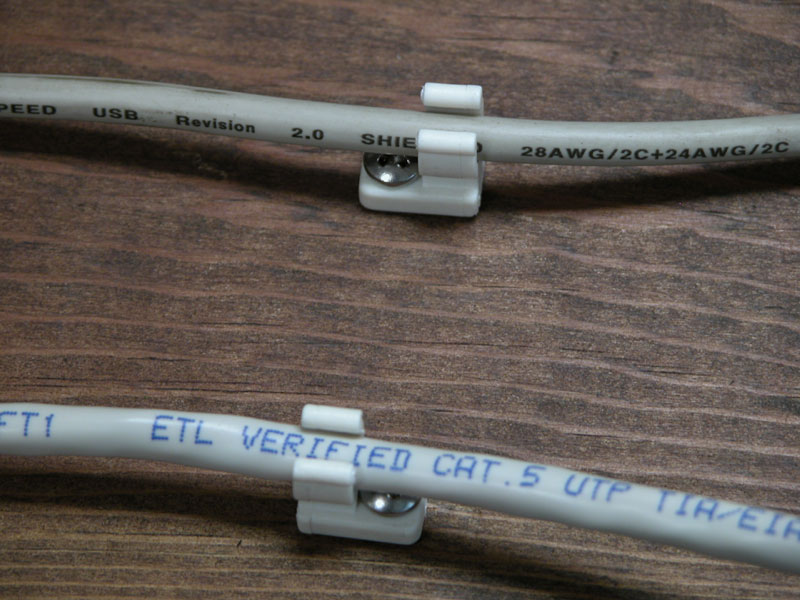 PEED USB Revision 2.0 SHIE D 28AWG/2C+24AWG/2C
FT1 ETL VERIFIED CAT.5 UTP TIA/EIA